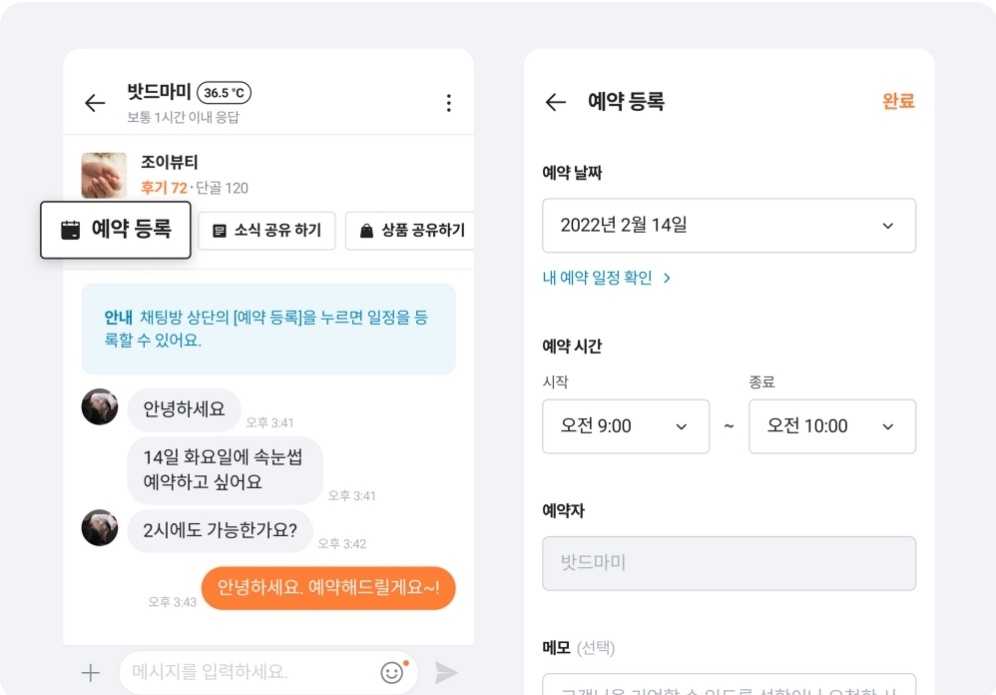 밧드마미 36.5 °C
보통 1시간 이내 응답
조이뷰티
후기 72 · 단골 120
예약 등록
소식 공유 하기
상품 공유하기
안내 채팅방 상단의 [예약 등록]을 누르면 일정을 등
록할 수 있어요.
안녕하세요
오후 3:41
14일 화요일에 속눈썹
예약하고 싶어요
오후 3:41
2시에도 가능한가요?
오후 3:42
안녕하세요. 예약해드릴게요~!
오후 3:43
메시지를 입력하세요.
예약 등록
완료
예약 날짜
2022년 2월 14일
내 예약 일정 확인 >
예약 시간
시작
종료
오전 9:00 ~ 오전 10:00
예약자
밧드마미
메모 (선택)